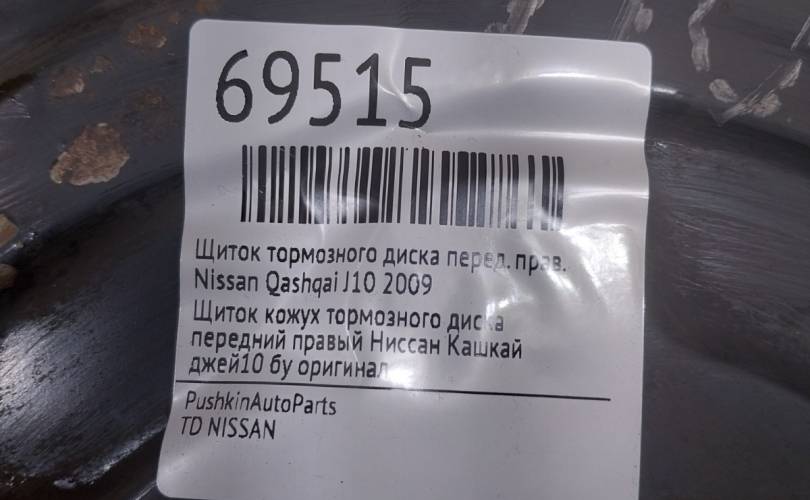 69515
Щиток тормозного диска перед. прав.
Nissan Qashqai J10 2009
Щиток кожух тормозного диска
передний правый Ниссан Кашкай
джей10 бу оригинал
PushkinAutoParts
TD NISSAN